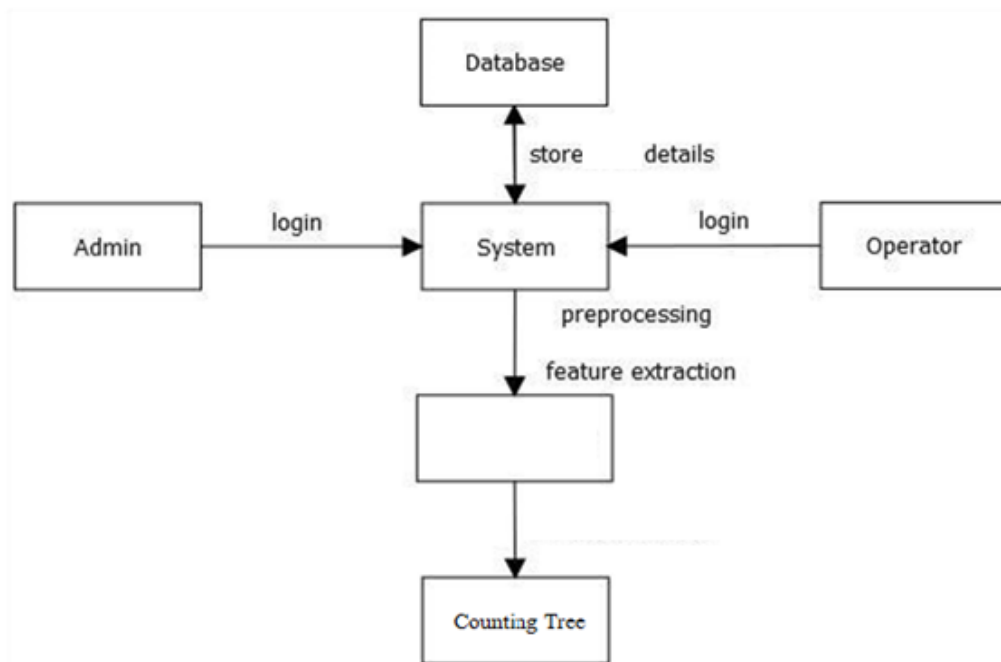 Database
store details
login
login
Admin
System
Operator
preprocessing
feature extraction
Counting Tree